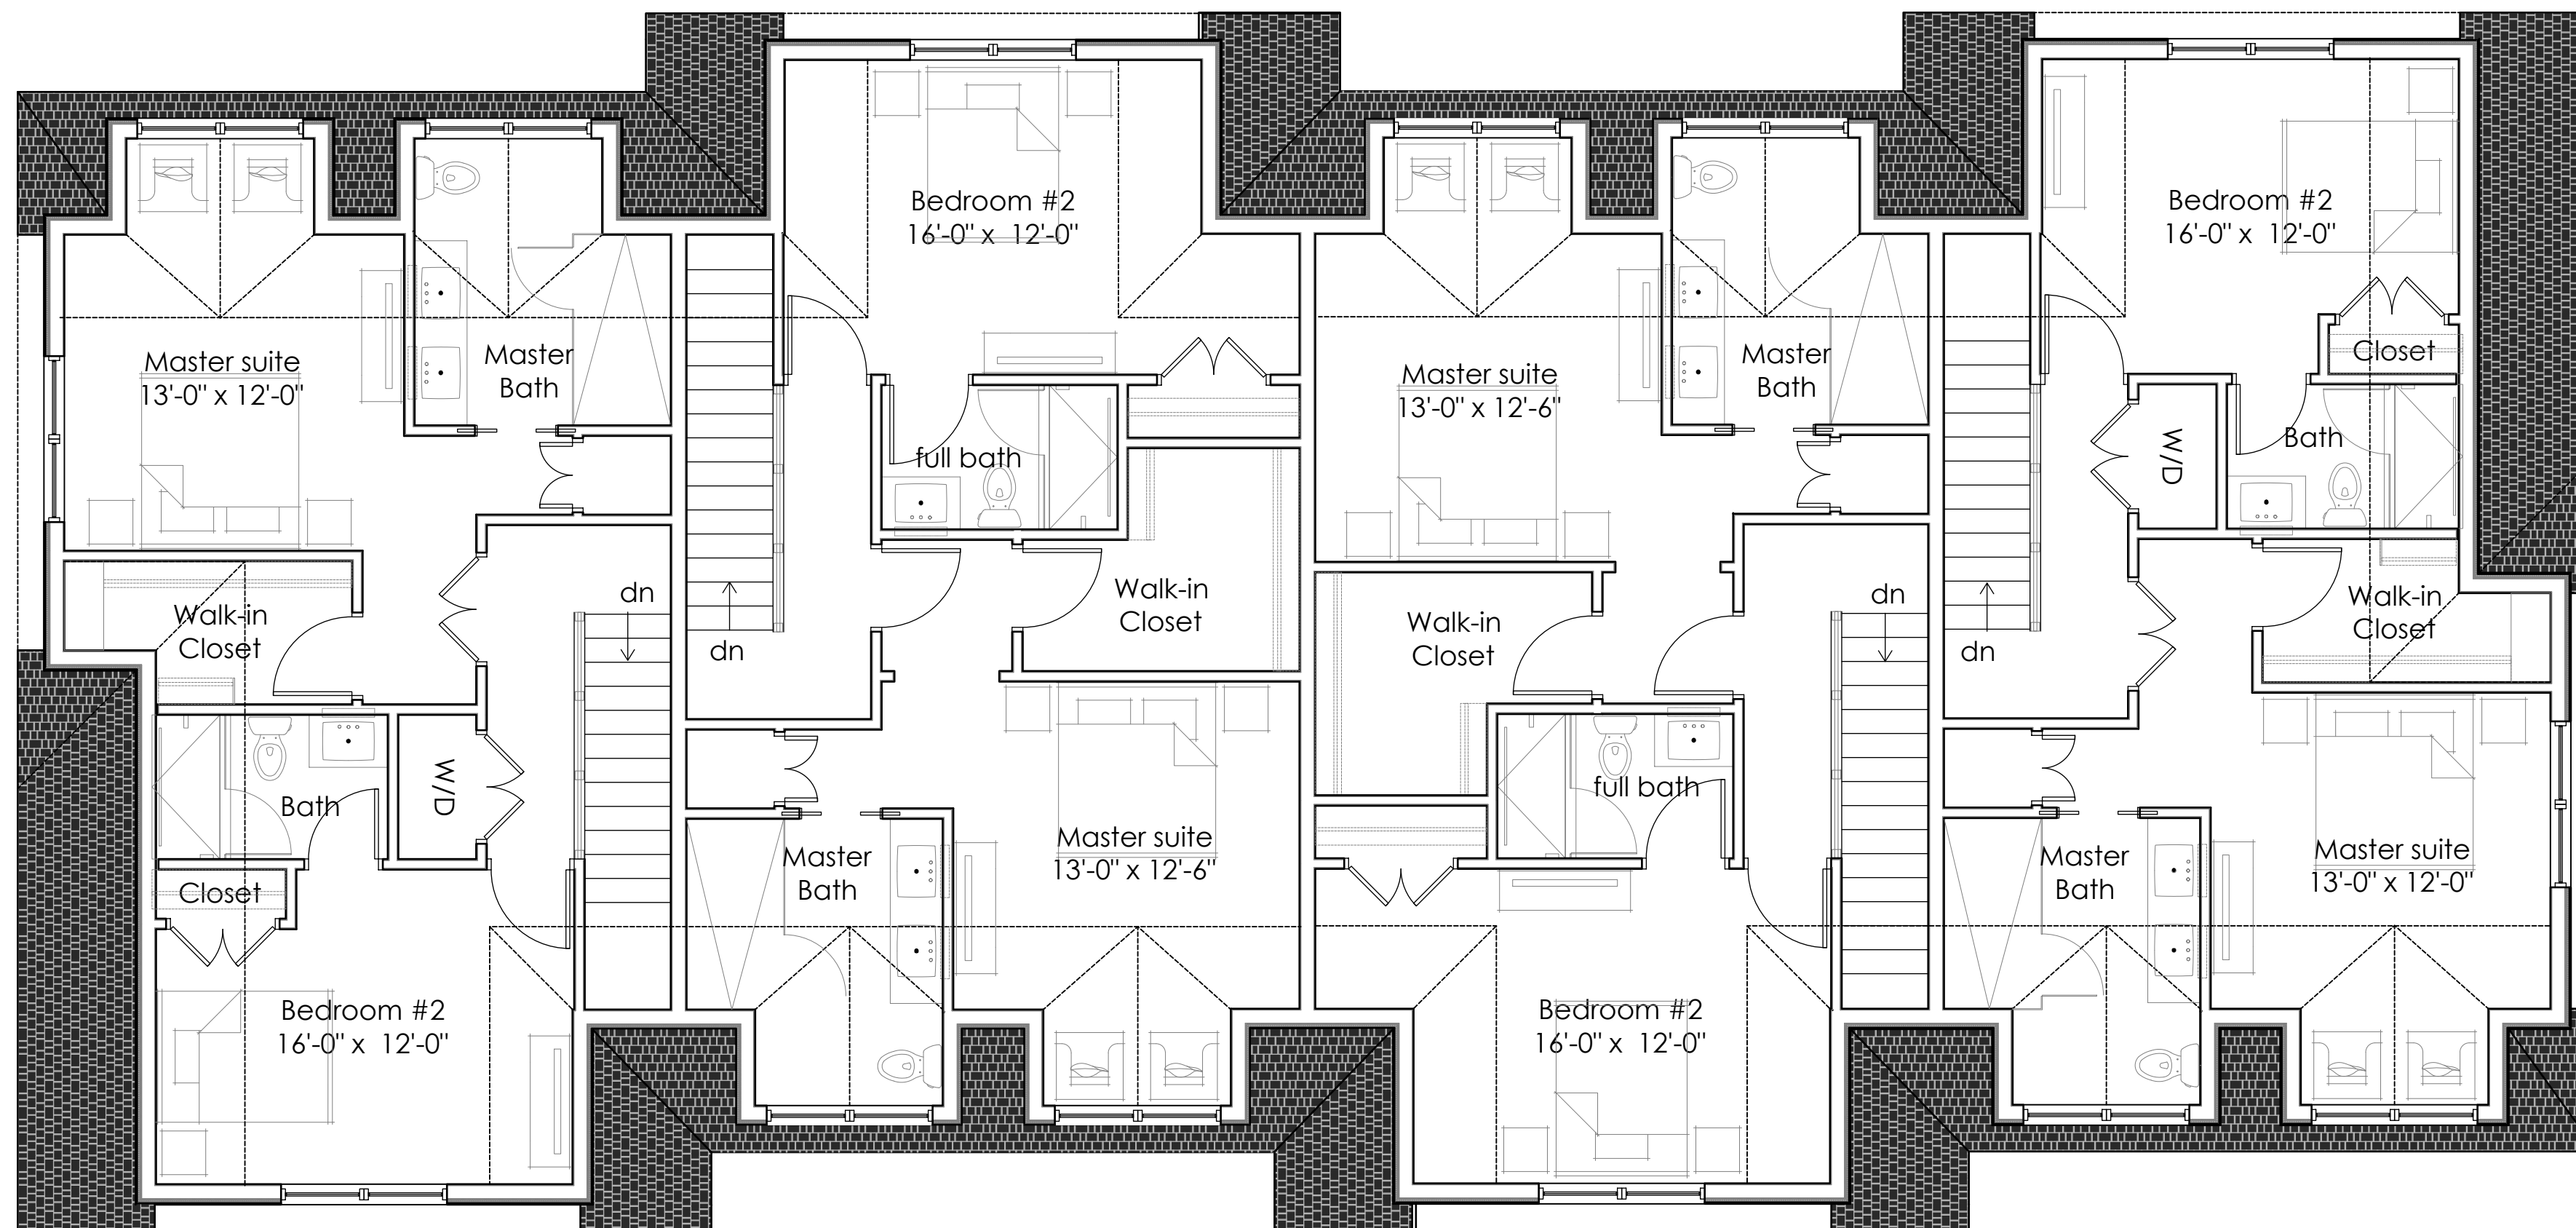 Master suite
13'-0" x 12'-0"
Master
Bath
Walk-in
Closet
dn
Bath
W/D
Closet
Bedroom #2
16'-0" x 12'-0"
Bedroom #2
16'-0" x 12'-0"
full bath
dn
Walk-in
Closet
Master
Bath
Master suite
13'-0" x 12'-6"
Master suite
13'-0" x 12'-6"
Master
Bath
Walk-in
Closet
dn
full bath
Bedroom #2
16'-0" x 12'-0"
Bedroom #2
16'-0" x 12'-0"
Closet
W/D
Bath
dn
Walk-in
Closet
Master
Bath
Master suite
13'-0" x 12'-0"